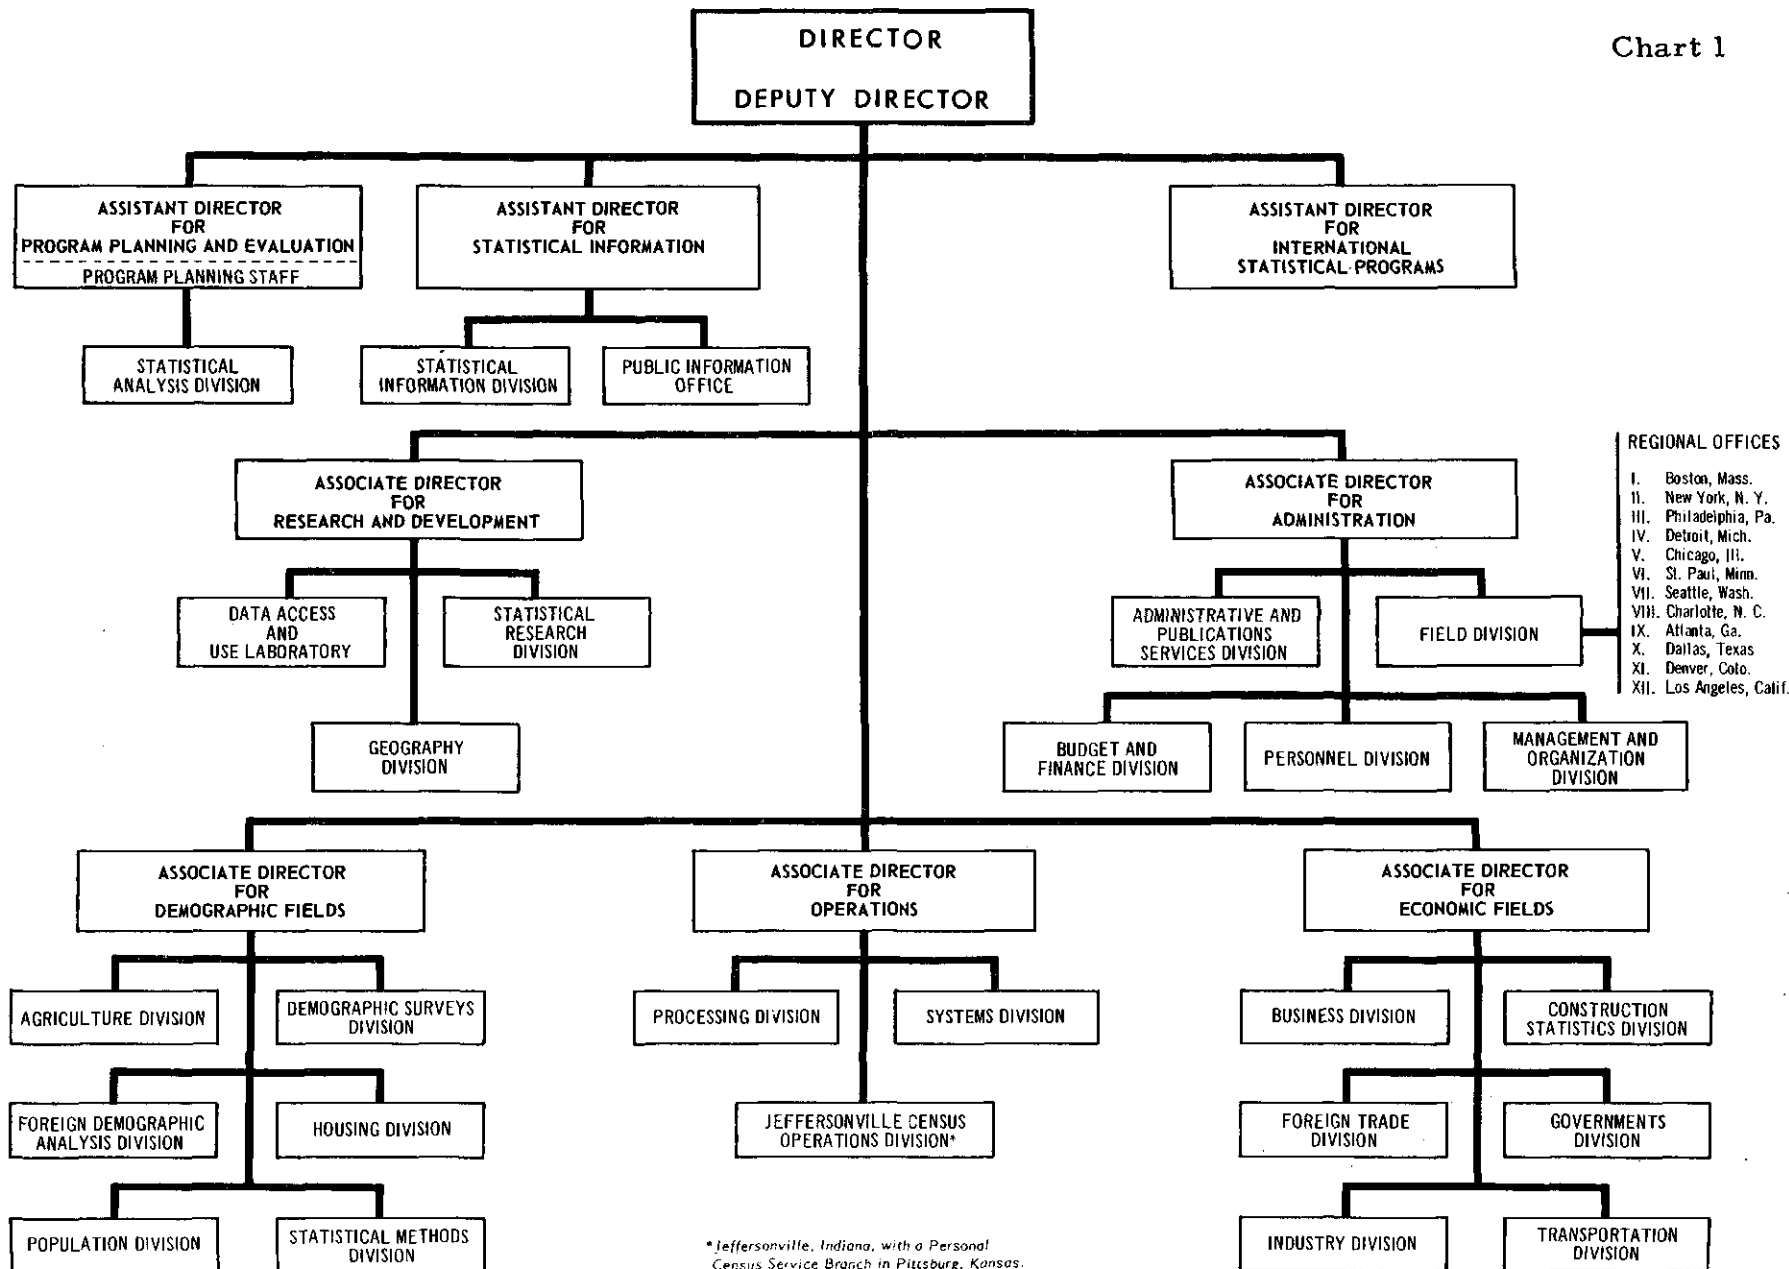 Chart 1
DIRECTOR
DEPUTY DIRECTOR
ASSISTANT DIRECTOR
FOR
PROGRAM PLANNING AND EVALUATION
PROGRAM PLANNING STAFF
ASSISTANT DIRECTOR
FOR
STATISTICAL INFORMATION
ASSISTANT DIRECTOR
FOR
INTERNATIONAL
STATISTICAL PROGRAMS
STATISTICAL
ANALYSIS DIVISION
STATISTICAL
INFORMATION DIVISION
PUBLIC INFORMATION
OFFICE
ASSOCIATE DIRECTOR
FOR
RESEARCH AND DEVELOPMENT
ASSOCIATE DIRECTOR
FOR
ADMINISTRATION
REGIONAL OFFICES
I. Boston, Mass.
II. New York, N. Y.
III. Philadelphia, Pa.
IV. Detroit, Mich.
V. Chicago, Ill.
VI. St. Paul, Minn.
VII. Seattle, Wash.
VIII. Charlotte, N. C.
IX. Atlanta, Ga.
X. Dallas, Texas
XI. Denver, Colo.
XII. Los Angeles, Calif.
DATA ACCESS
AND
USE LABORATORY
STATISTICAL
RESEARCH
DIVISION
ADMINISTRATIVE AND
PUBLICATIONS
SERVICES DIVISION
FIELD DIVISION
GEOGRAPHY
DIVISION
BUDGET AND
FINANCE DIVISION
PERSONNEL DIVISION
MANAGEMENT AND
ORGANIZATION
DIVISION
ASSOCIATE DIRECTOR
FOR
DEMOGRAPHIC FIELDS
ASSOCIATE DIRECTOR
FOR
OPERATIONS
ASSOCIATE DIRECTOR
FOR
ECONOMIC FIELDS
AGRICULTURE DIVISION
DEMOGRAPHIC SURVEYS
DIVISION
PROCESSING DIVISION
SYSTEMS DIVISION
BUSINESS DIVISION
CONSTRUCTION
STATISTICS DIVISION
FOREIGN DEMOGRAPHIC
ANALYSIS DIVISION
HOUSING DIVISION
JEFFERSONVILLE CENSUS
OPERATIONS DIVISION*
FOREIGN TRADE
DIVISION
GOVERNMENTS
DIVISION
POPULATION DIVISION
STATISTICAL METHODS
DIVISION
INDUSTRY DIVISION
TRANSPORTATION
DIVISION
*Jeffersonville, Indiana, with a Personal
Census Service Branch in Pittsburg, Kansas.